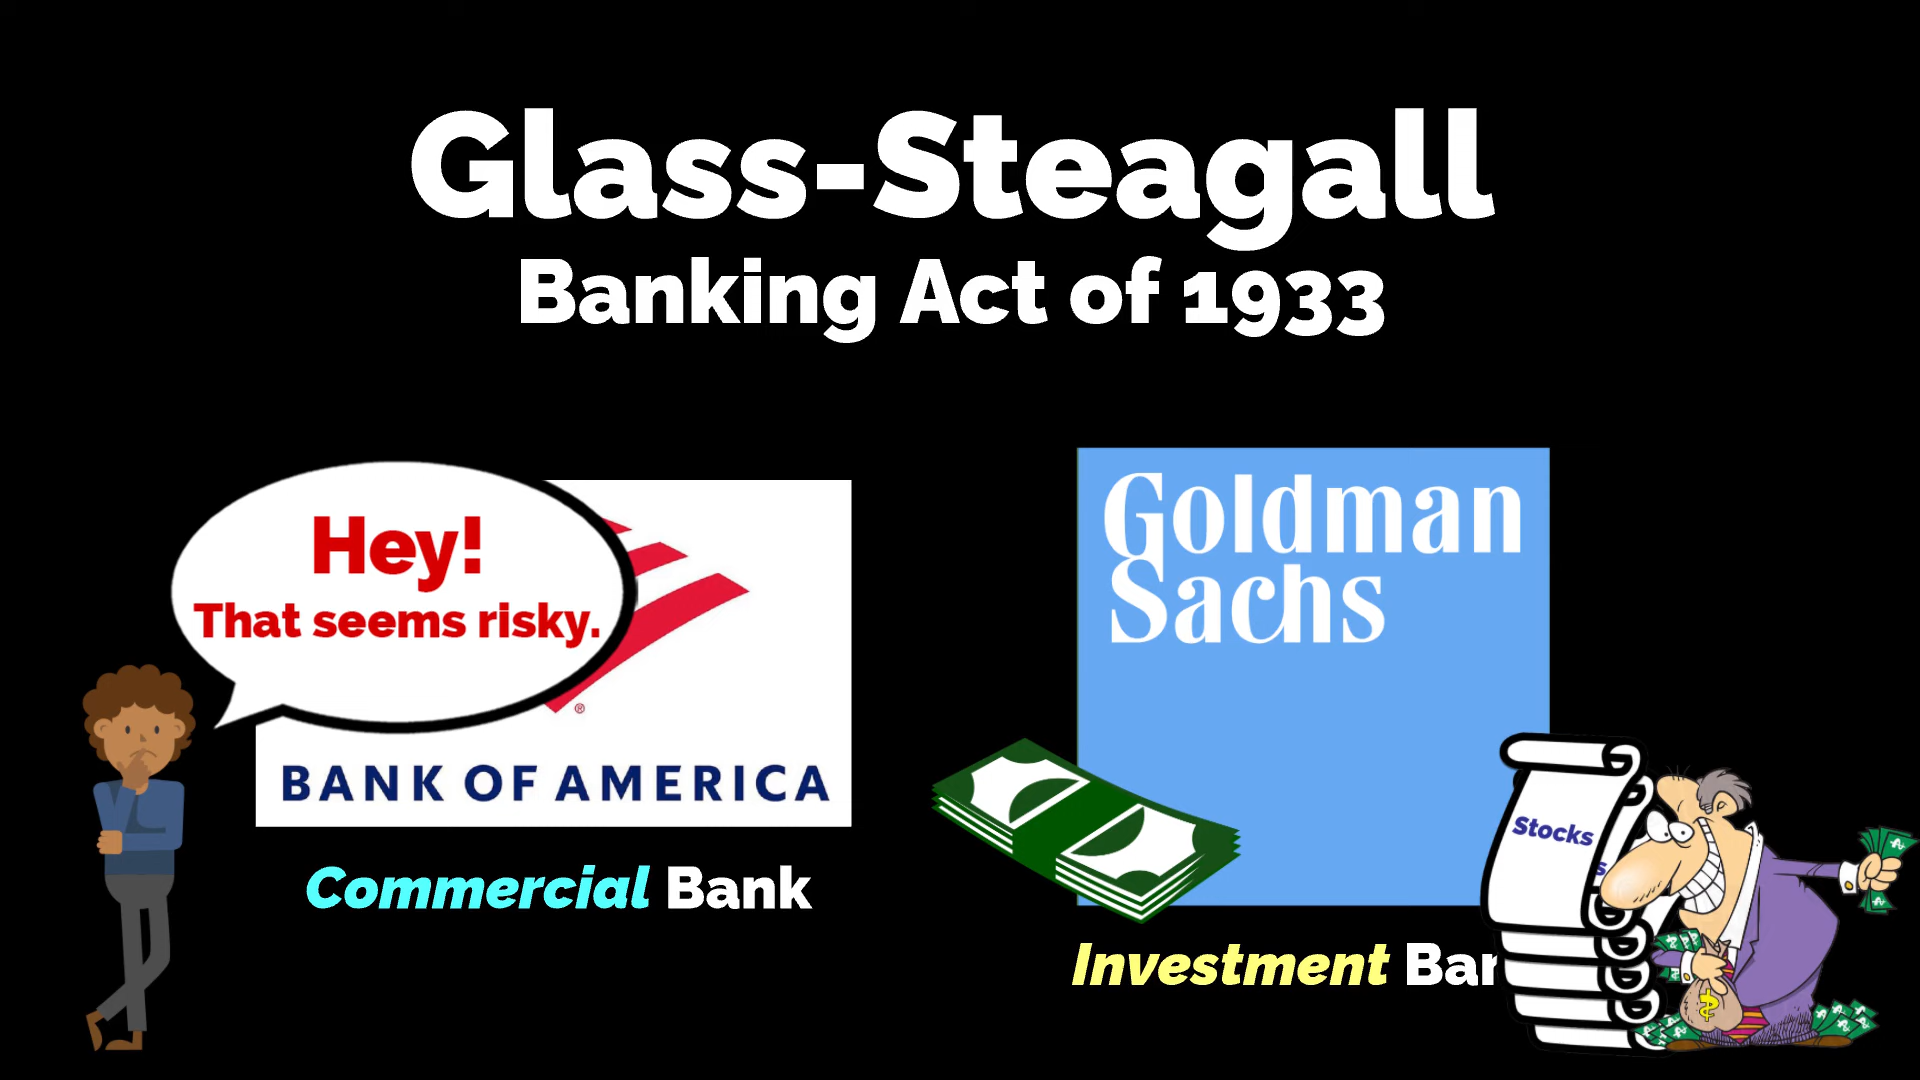 Glass-Steagall
Banking Act of 1933
Hey!
That seems risky.
®
BANK OF AMERICA
Commercial Bank
Goldman
Sachs
Stocks
Investment